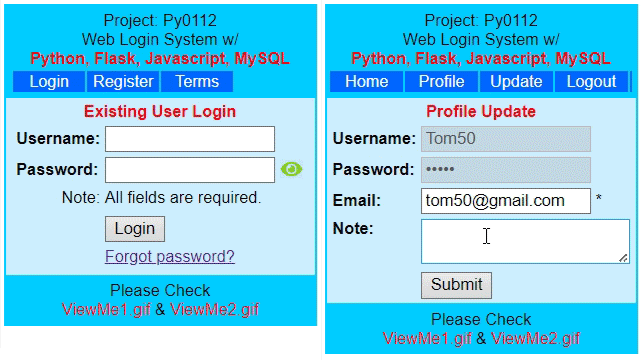 Project: Py0112
Web Login System w/
Python, Flask, Javascript, MySQL
Login Register Terms
Existing User Login
Username:
Password:
Note: All fields are required.
Login
Forgot password?
Please Check
ViewMe1.gif & ViewMe2.gif
Project: Py0112
Web Login System w/
Python, Flask, Javascript, MySQL
Home Profile Update Logout
Profile Update
Username: Tom50
Password: •••••
Email: tom50@gmail.com *
Note:
Submit
Please Check
ViewMe1.gif & ViewMe2.gif